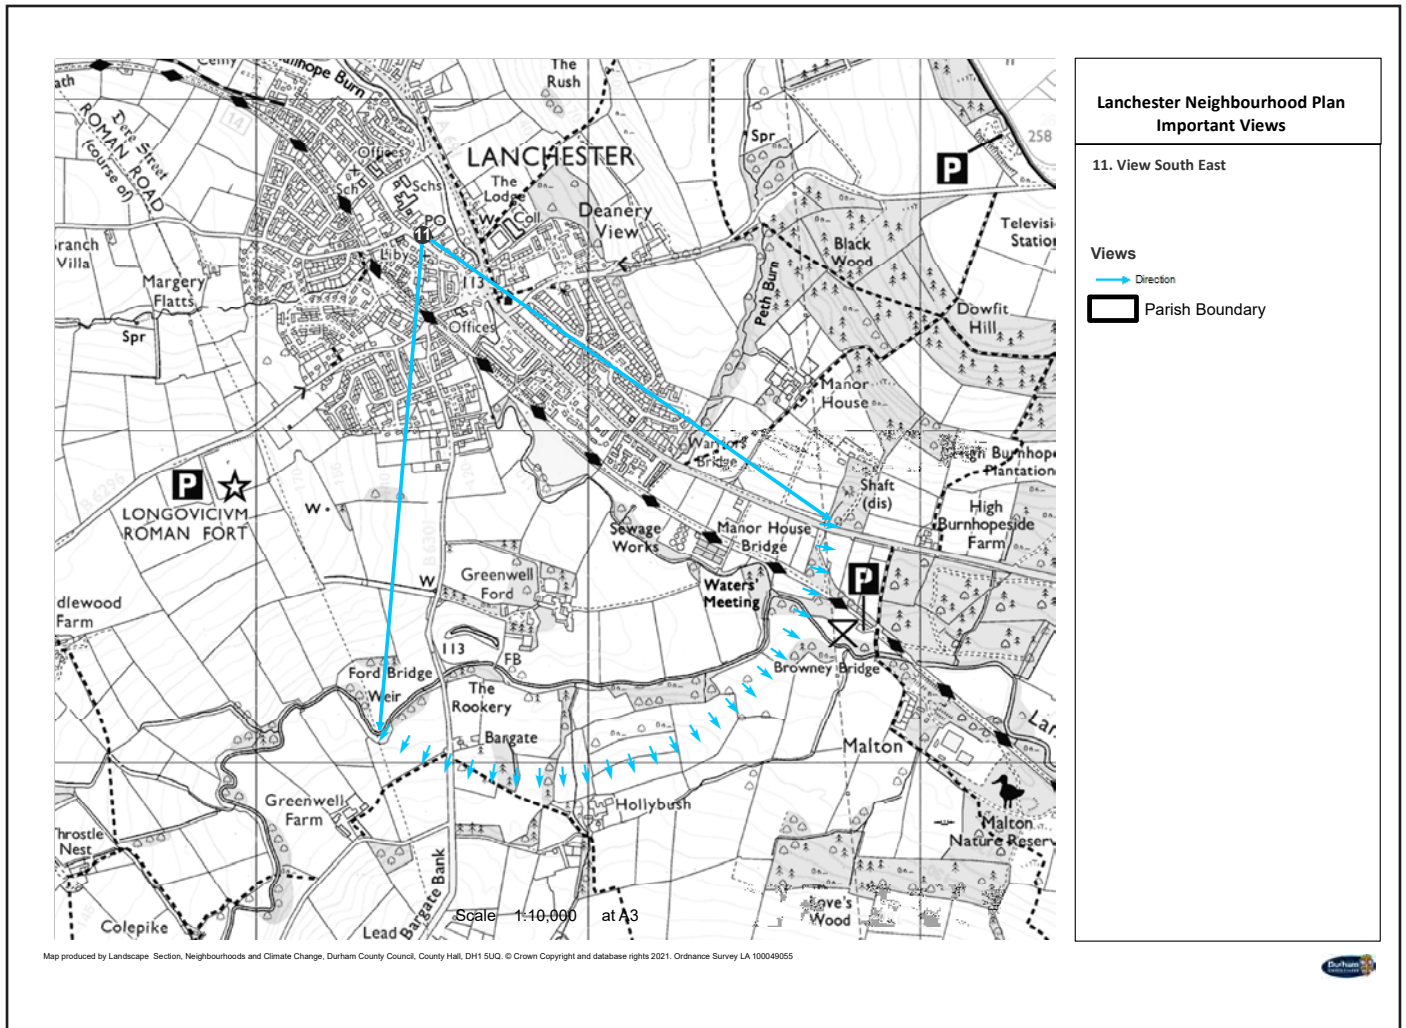 Lanchester Neighbourhood Plan
Important Views
11. View South East
Views
Direction
Parish Boundary
The
Rush
Dere Street
ROMAN ROAD
(course of)
14
Offices
Sch
Schs
LANCHESTER
The
Lodge
W
Coll
PO
11
Liby
Deanery
View
Spr
P
258
Black
Wood
Peth Burn
Dowfit
Hill
Margery
Flatts
Villa
Spr
113
Offices
Manor
House
Bridge
P
LONGOVICIVM
ROMAN FORT
W
B 6301
Shaft
(dis)
Plantation
High
Burnhopeside
Farm
Sewage
Works
Manor House
Bridge
Waters'
Meeting
P
Greenwell
Ford
W
Farm
113
FB
Ford Bridge
Weir
The
Rookery
Bargate
Browney Bridge
Malton
Greenwell
Farm
Hollybush
Malton
Nature Reserv
Throstle
Nest
Colepike
Lead
Bargate Bank
Wood
Scale 1:10,000 at A3
Map produced by Landscape Section, Neighbourhoods and Climate Change, Durham County Council, County Hall, DH1 5UQ. © Crown Copyright and database rights 2021. Ordnance Survey LA 100049055
Durham